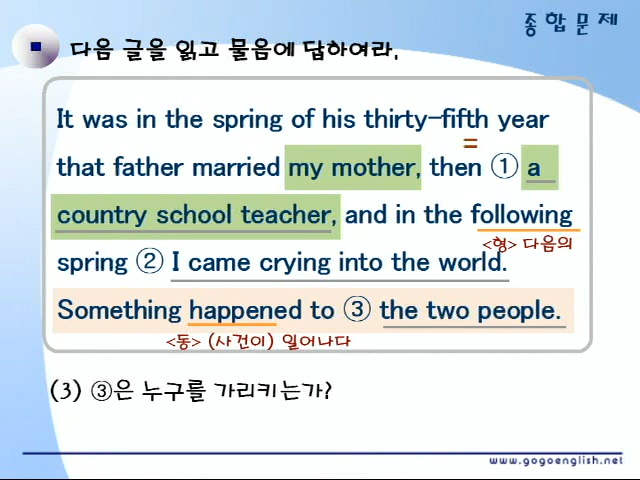 종합문제
다음 글을 읽고 물음에 답하여라.
It was in the spring of his thirty-fifth year
=
that father married my mother, then ① a
country school teacher, and in the following
<형> 다음의
spring ② I came crying into the world.
Something happened to ③ the two people.
<동> (사건이) 일어나다
(3) ③은 누구를 가리키는가?
www.gogoenglish.net